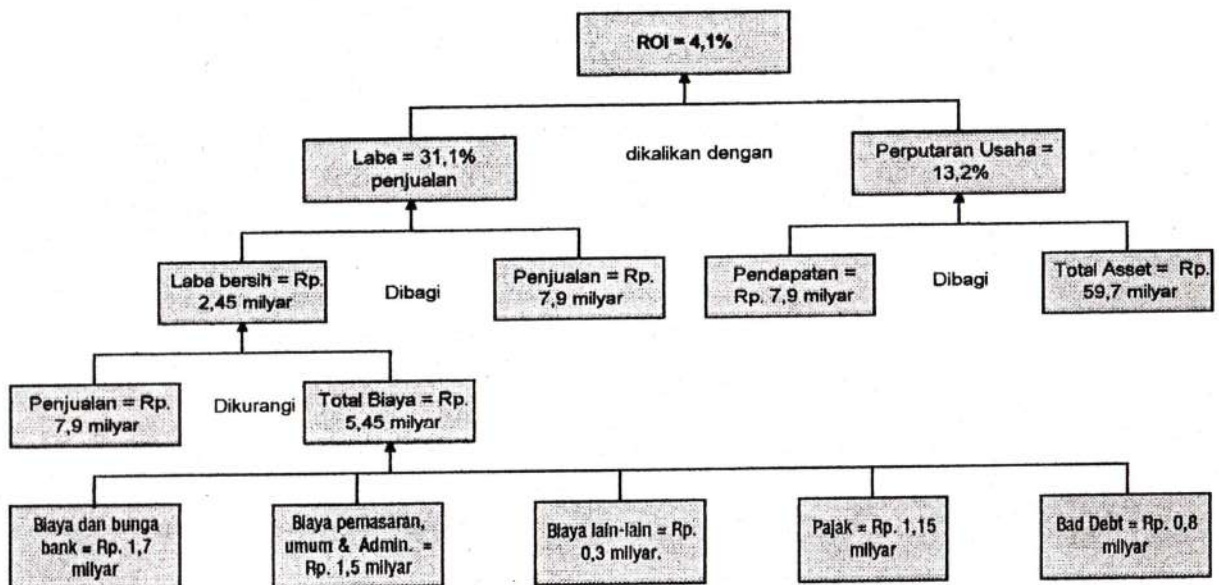 ROI = 4,1%
Laba = 31,1%
penjualan
dikalikan dengan
Perputaran Usaha =
13,2%
Laba bersih = Rp.
2,45 milyar
Dibagi
Penjualan = Rp.
7,9 milyar
Pendapatan =
Rp. 7,9 milyar
Dibagi
Total Asset = Rp.
59,7 milyar
Penjualan = Rp.
7,9 milyar
Dikurangi
Total Biaya = Rp.
5,45 milyar
Biaya dan bunga
bank = Rp. 1,7
milyar
Biaya pemasaran,
umum & Admin. =
Rp. 1,5 milyar
Biaya lain-lain = Rp.
0,3 milyar.
Pajak = Rp. 1,15
milyar
Bad Debt = Rp. 0,8
milyar